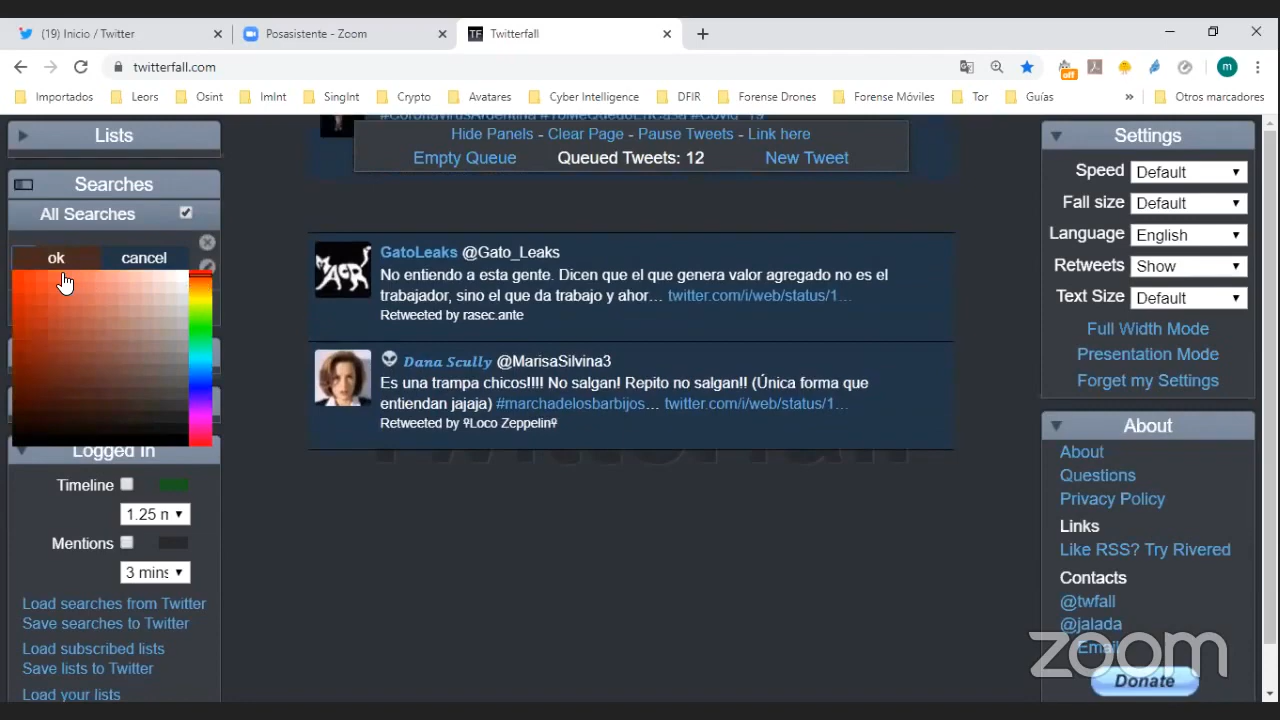 (19) Inicio / Twitter
Posasistente - Zoom
TF Twitterfall
twitterfall.com
off
m
Importados
Leors
Osint
ImInt
SingInt
Crypto
Avatares
Cyber Intelligence
DFIR
Forense Drones
Forense Móviles
Tor
Guías
»
Otros marcadores
Lists
Searches
All Searches
ok cancel
Logged In
Timeline
1.25 n
Mentions
3 mins
Load searches from Twitter
Save searches to Twitter
Load subscribed lists
Save lists to Twitter
Load your lists
#CoronavirusArgentina #YoMeQuedoEnCasa #Covid_19
Hide Panels - Clear Page - Pause Tweets - Link here
Empty Queue Queued Tweets: 12 New Tweet
GatoLeaks @Gato_Leaks
No entiendo a esta gente. Dicen que el que genera valor agregado no es el
trabajador, sino el que da trabajo y ahor… twitter.com/i/web/status/1…
Retweeted by rasec.ante
Dana Scully @MarisaSilvina3
Es una trampa chicos!!!! No salgan! Repito no salgan!! (Única forma que
entiendan jajaja) #marchadelosbarbijos… twitter.com/i/web/status/1…
Retweeted by ♀Loco Zeppelin♀
Twitterfall
Settings
Speed Default
Fall size Default
Language English
Retweets Show
Text Size Default
Full Width Mode
Presentation Mode
Forget my Settings
About
About
Questions
Privacy Policy
Links
Like RSS? Try Rivered
Contacts
@twfall
@jalada
Email
Donate
zoom